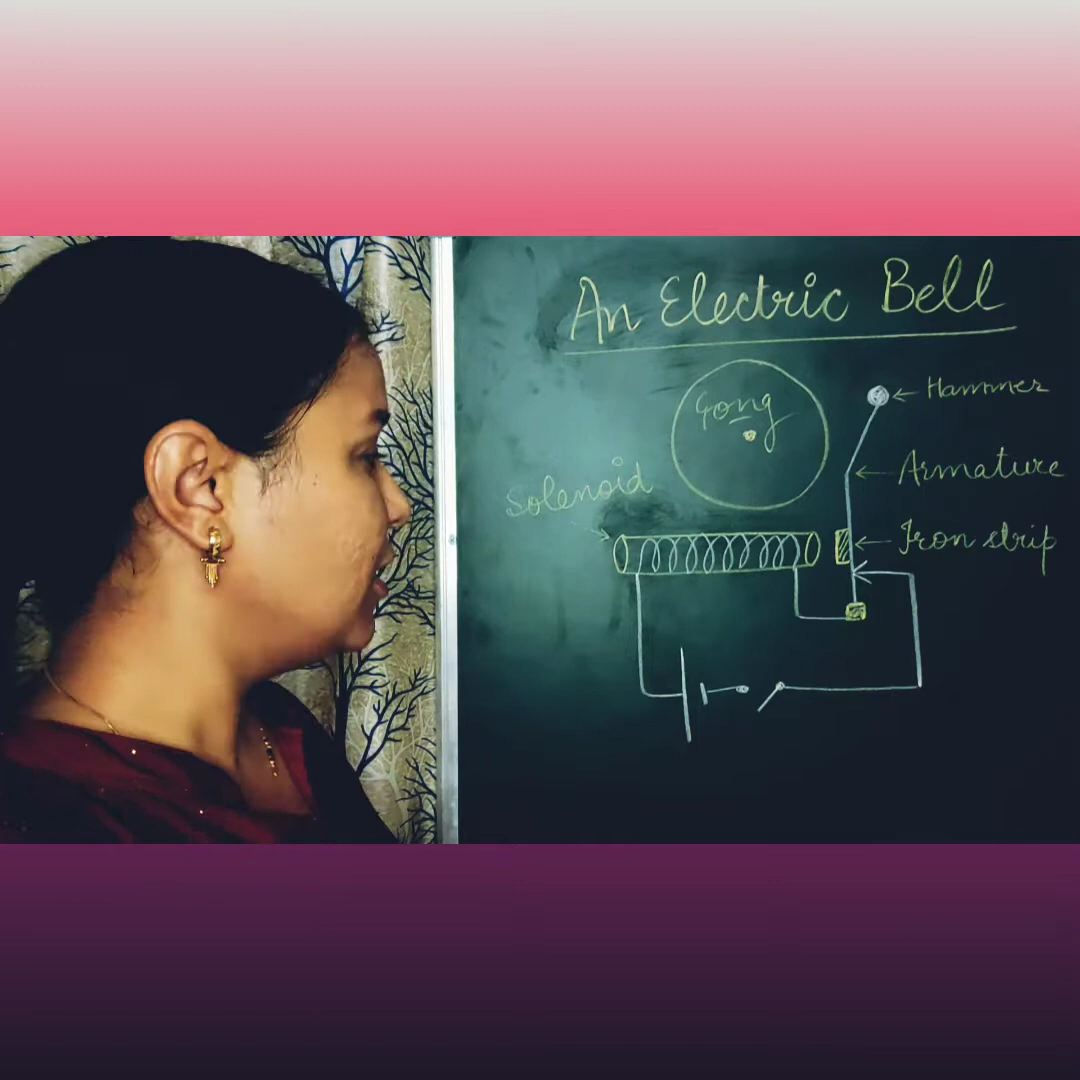 An Electric Bell
Gong
Hammer
Armature
Solenoid
Iron strip